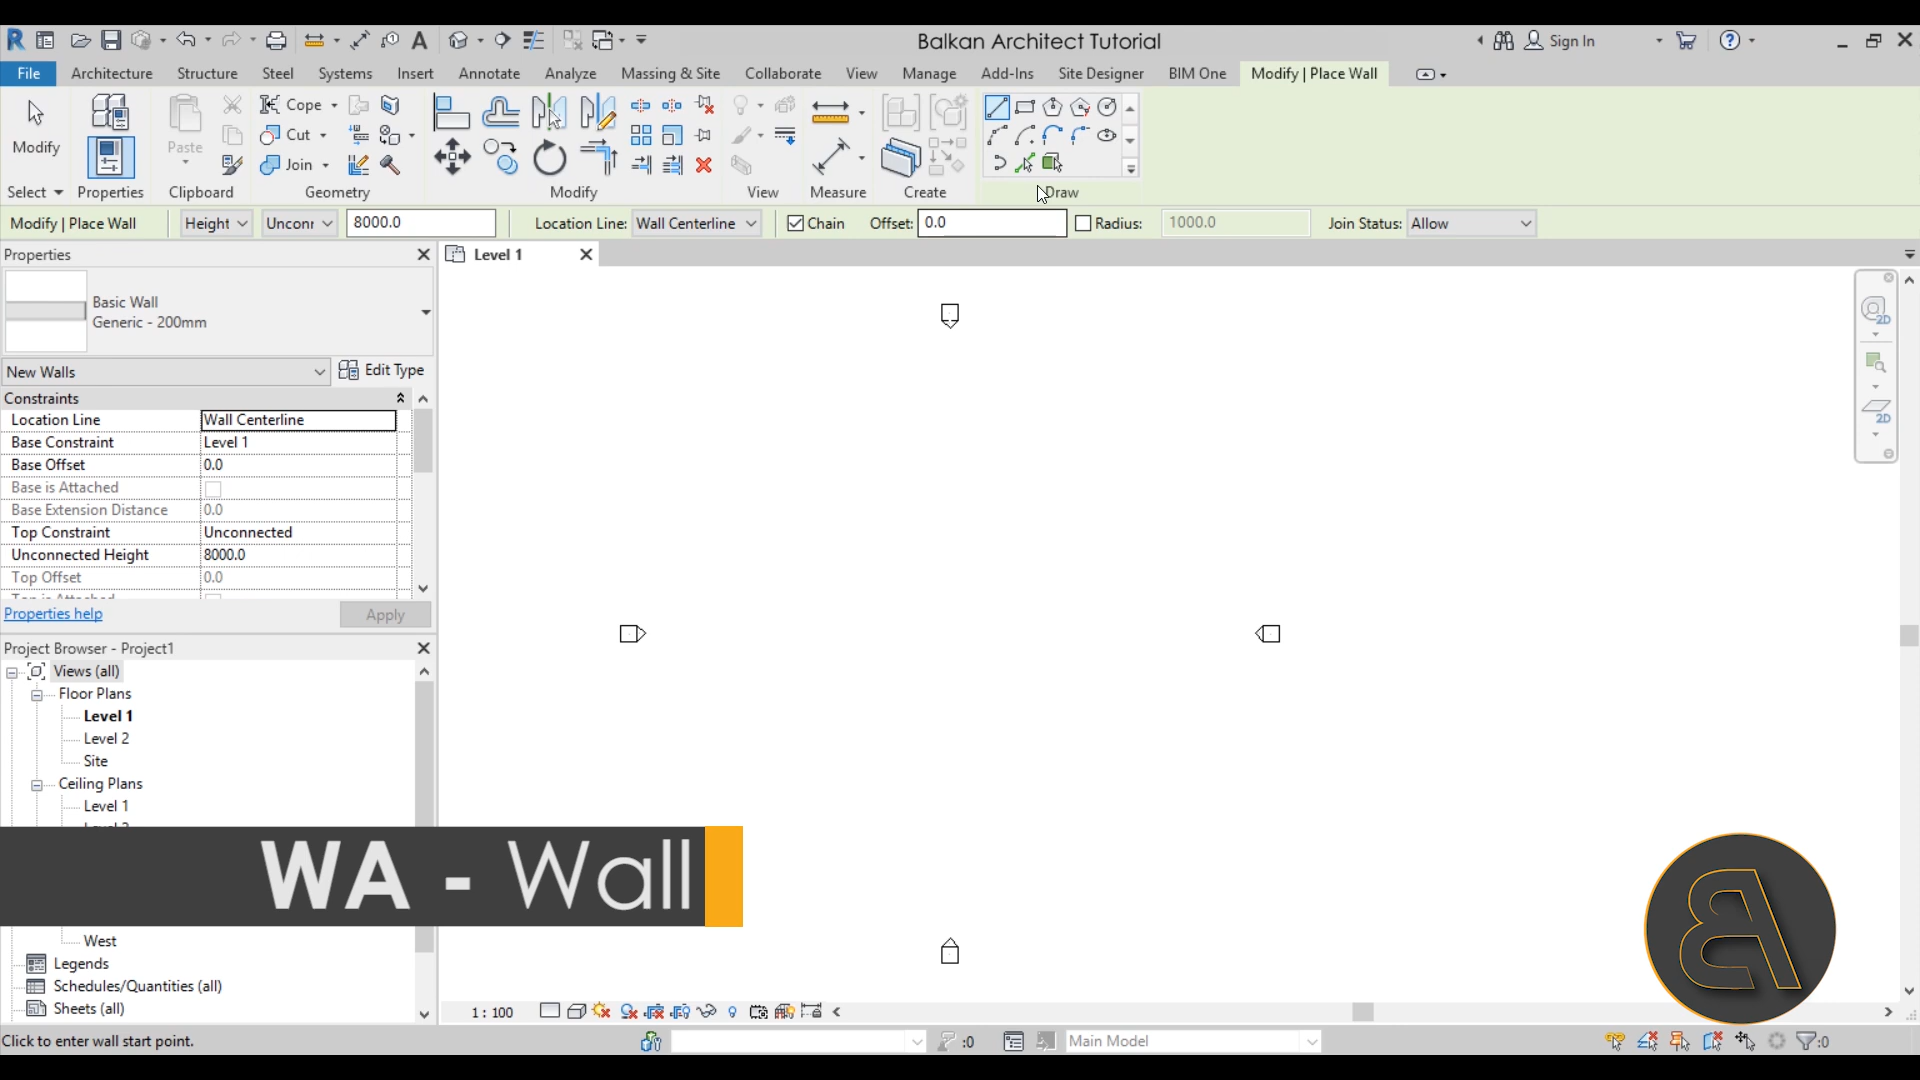 Balkan Architect Tutorial
Sign In
File Architecture Structure Steel Systems Insert Annotate Analyze Massing & Site Collaborate View Manage Add-Ins Site Designer BIM One Modify | Place Wall
Modify Paste Cope Cut Join
Select Properties Clipboard Geometry Modify View Measure Create Draw
Modify | Place Wall Height Uncon 8000.0 Location Line: Wall Centerline Chain Offset: 0.0 Radius: 1000.0 Join Status: Allow
Properties
Level 1
Basic Wall
Generic - 200mm
New Walls Edit Type
Constraints
Location Line Wall Centerline
Base Constraint Level 1
Base Offset 0.0
Base is Attached
Base Extension Distance 0.0
Top Constraint Unconnected
Unconnected Height 8000.0
Top Offset 0.0
Properties help Apply
Project Browser - Project1
Views (all)
Floor Plans
Level 1
Level 2
Site
Ceiling Plans
Level 1
WA - Wall
West
Legends
Schedules/Quantities (all)
Sheets (all)
1 : 100
Click to enter wall start point. :0 Main Model :0
2D
2D